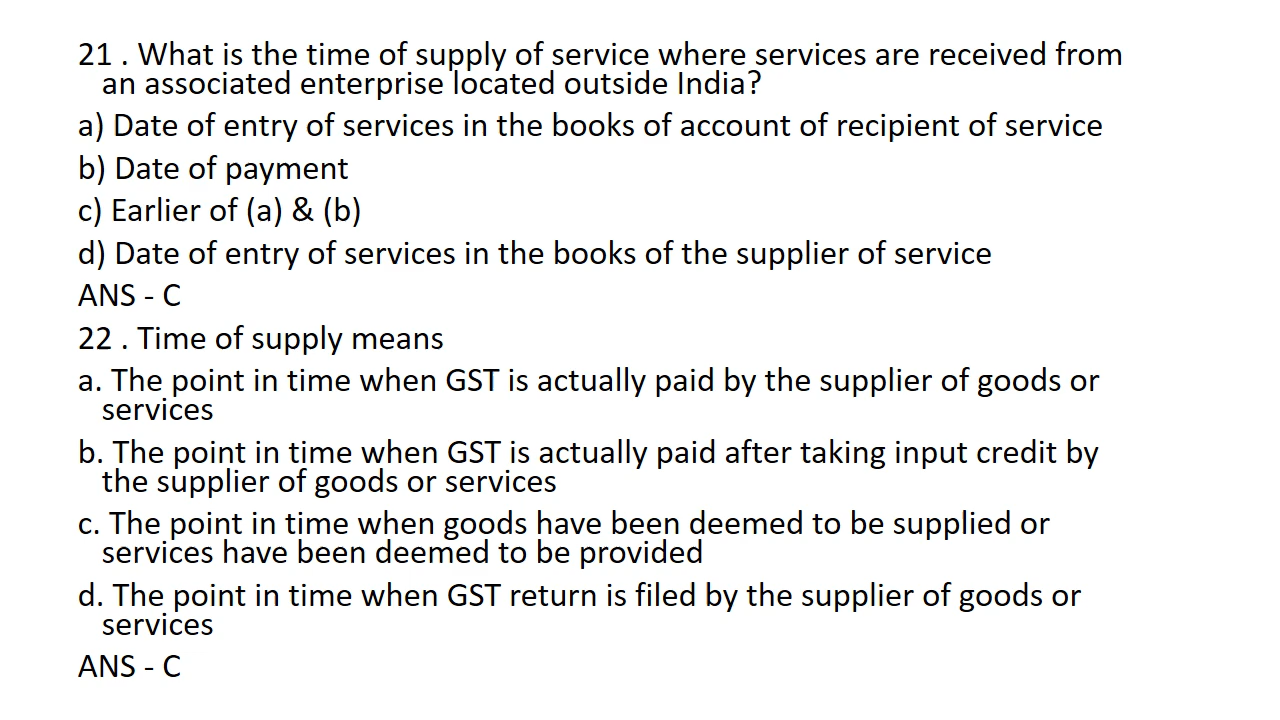 21 . What is the time of supply of service where services are received from
an associated enterprise located outside India?
a) Date of entry of services in the books of account of recipient of service
b) Date of payment
c) Earlier of (a) & (b)
d) Date of entry of services in the books of the supplier of service
ANS - C
22 . Time of supply means
a. The point in time when GST is actually paid by the supplier of goods or
services
b. The point in time when GST is actually paid after taking input credit by
the supplier of goods or services
c. The point in time when goods have been deemed to be supplied or
services have been deemed to be provided
d. The point in time when GST return is filed by the supplier of goods or
services
ANS - C